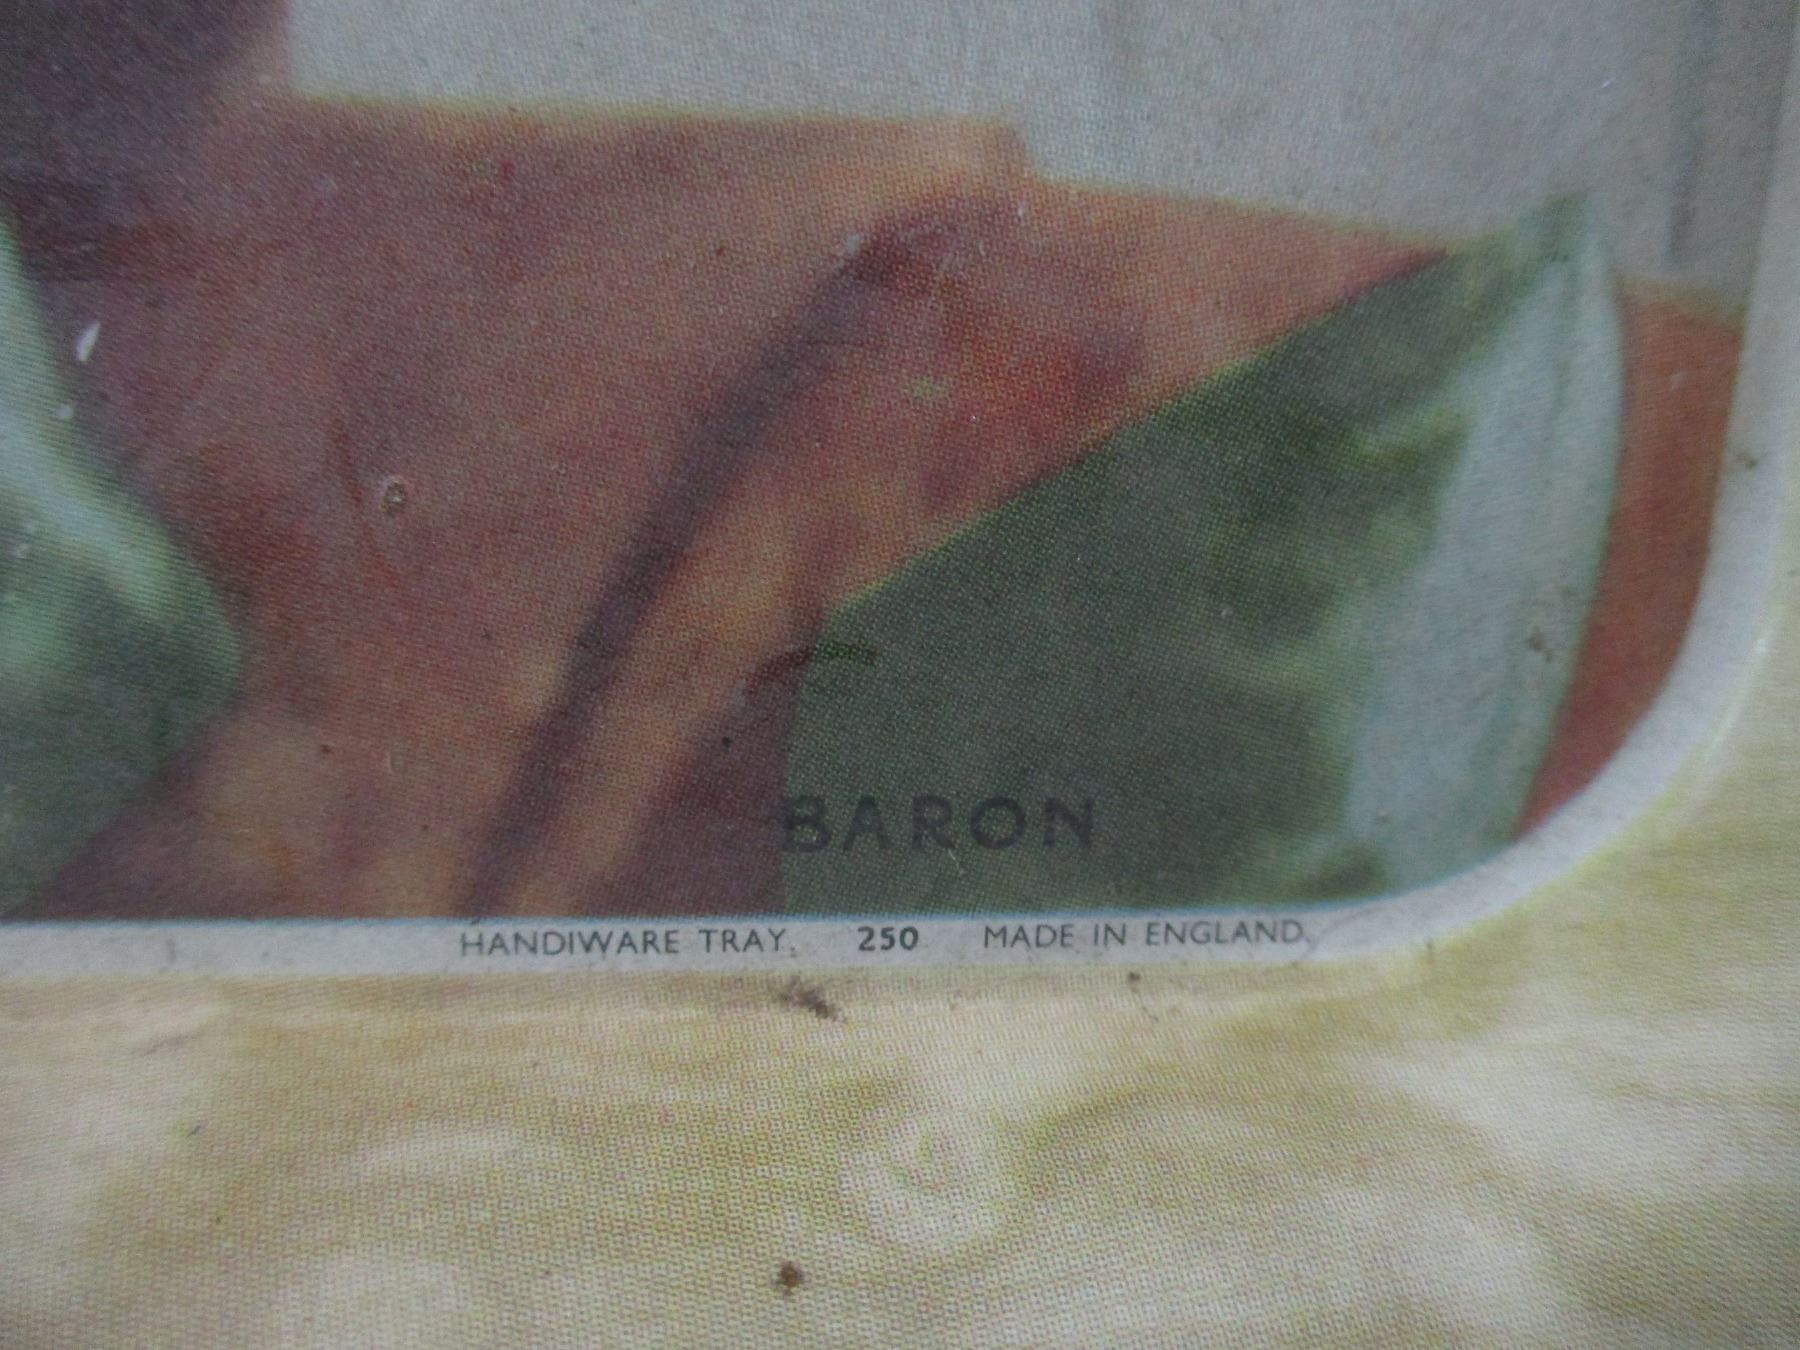 BARON
HANDIWARE TRAY. 250 MADE IN ENGLAND.